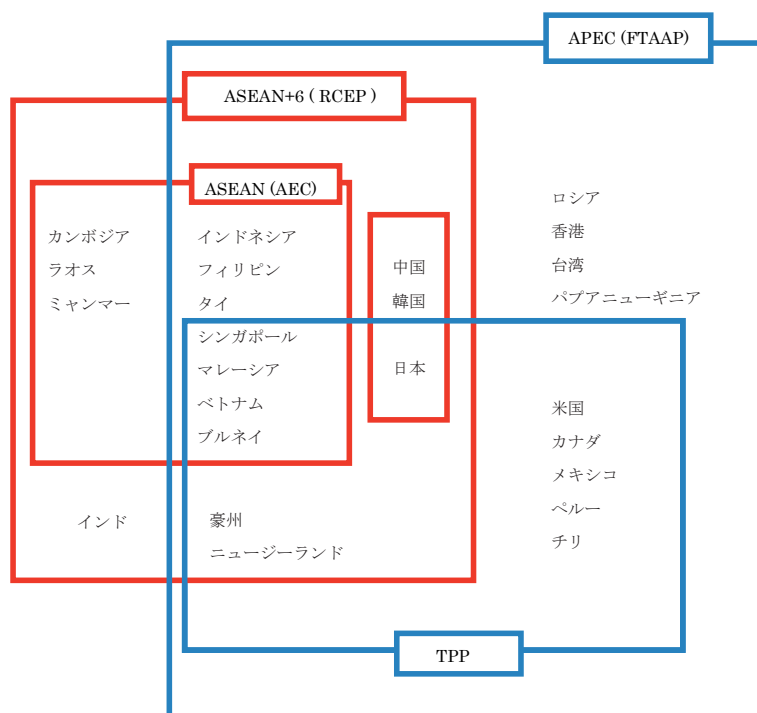 APEC (FTAAP)
ASEAN+6 ( RCEP )
ASEAN (AEC)
カンボジア
ラオス
ミャンマー
インドネシア
フィリピン
タイ
シンガポール
マレーシア
ベトナム
ブルネイ
中国
韓国
日本
ロシア
香港
台湾
パプアニューギニア
米国
カナダ
メキシコ
ペルー
チリ
インド
豪州
ニュージーランド
TPP